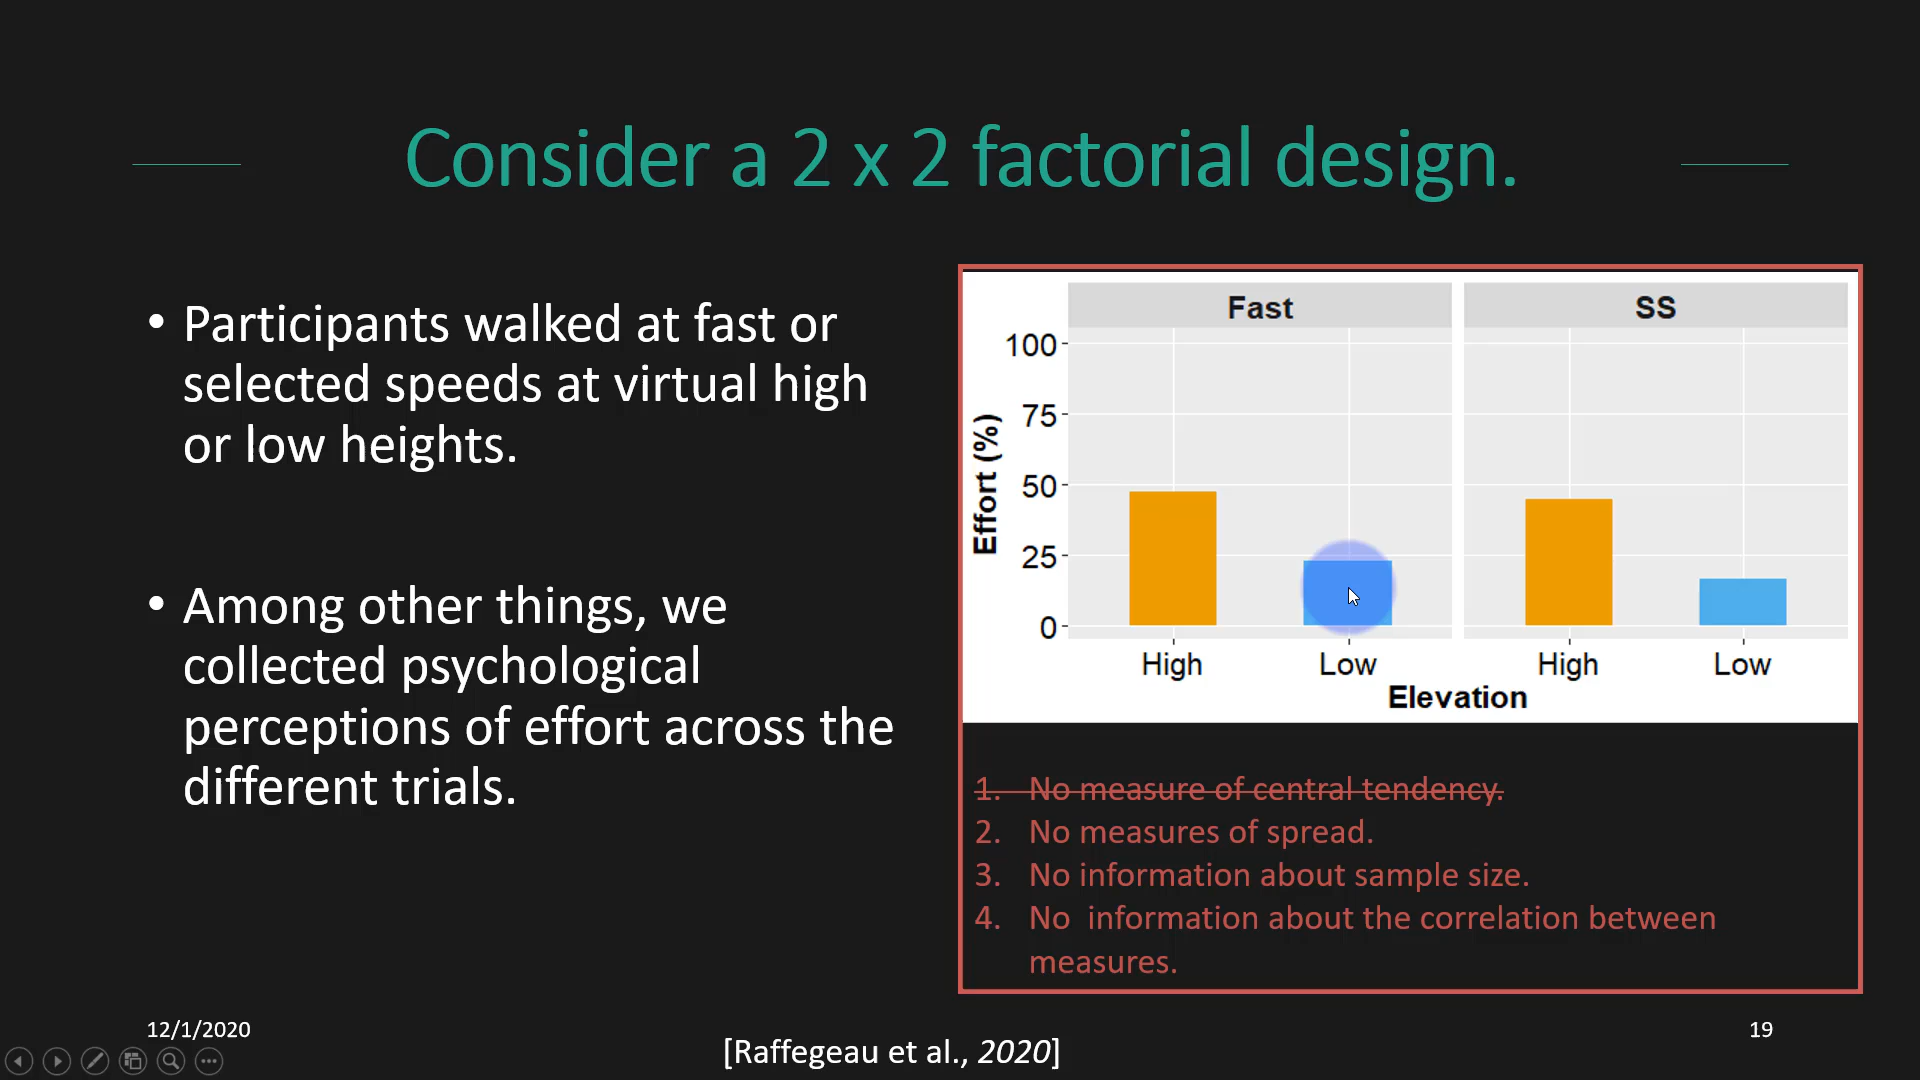 Consider a 2 x 2 factorial design.
• Participants walked at fast or
selected speeds at virtual high
or low heights.
• Among other things, we
collected psychological
perceptions of effort across the
different trials.
Fast SS
100
75
50
25
0
Effort (%)
High Low High Low
Elevation
1. No measure of central tendency.
2. No measures of spread.
3. No information about sample size.
4. No  information about the correlation between
measures.
12/1/2020
[Raffegeau et al., 2020]
19